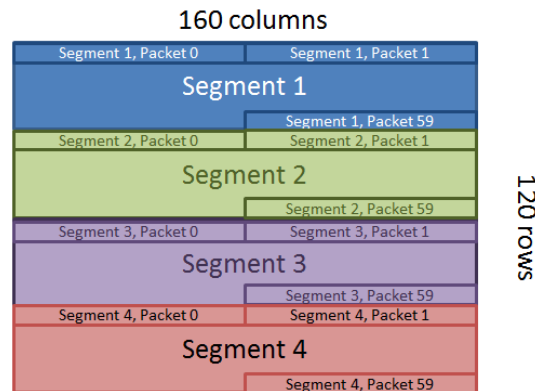 160 columns
Segment 1, Packet 0
Segment 1, Packet 1
Segment 1
Segment 1, Packet 59
Segment 2, Packet 0
Segment 2, Packet 1
Segment 2
Segment 2, Packet 59
Segment 3, Packet 0
Segment 3, Packet 1
Segment 3
Segment 3, Packet 59
Segment 4, Packet 0
Segment 4, Packet 1
Segment 4
Segment 4, Packet 59
120 rows